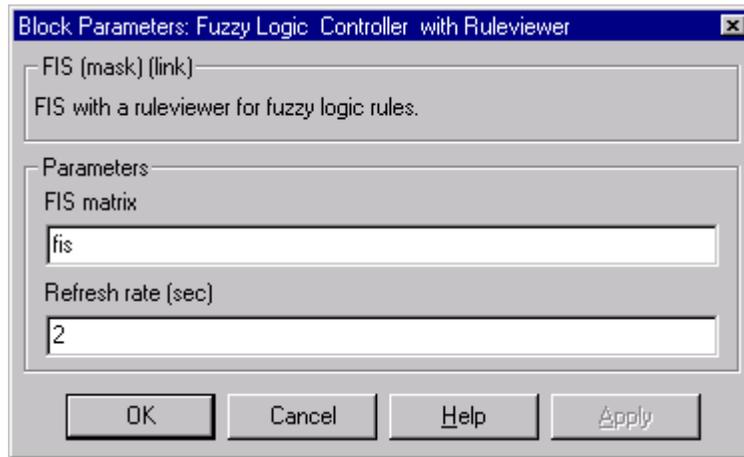 Block Parameters: Fuzzy Logic Controller with Ruleviewer
FIS (mask) (link)
FIS with a ruleviewer for fuzzy logic rules.
Parameters
FIS matrix
fis
Refresh rate (sec)
2
OK Cancel Help Apply